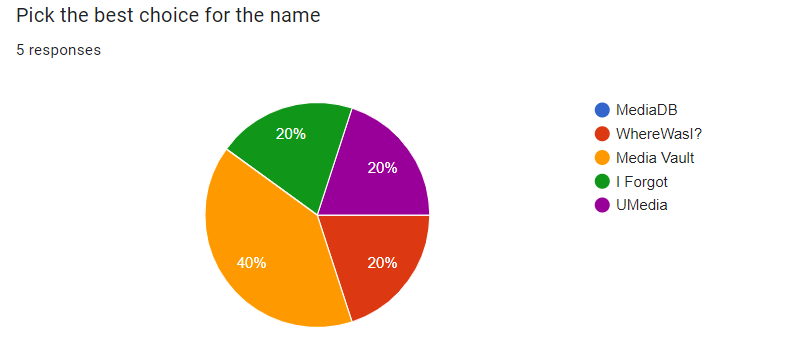 Pick the best choice for the name
5 responses
20%
20%
40%
20%
MediaDB
WhereWasI?
Media Vault
I Forgot
UMedia